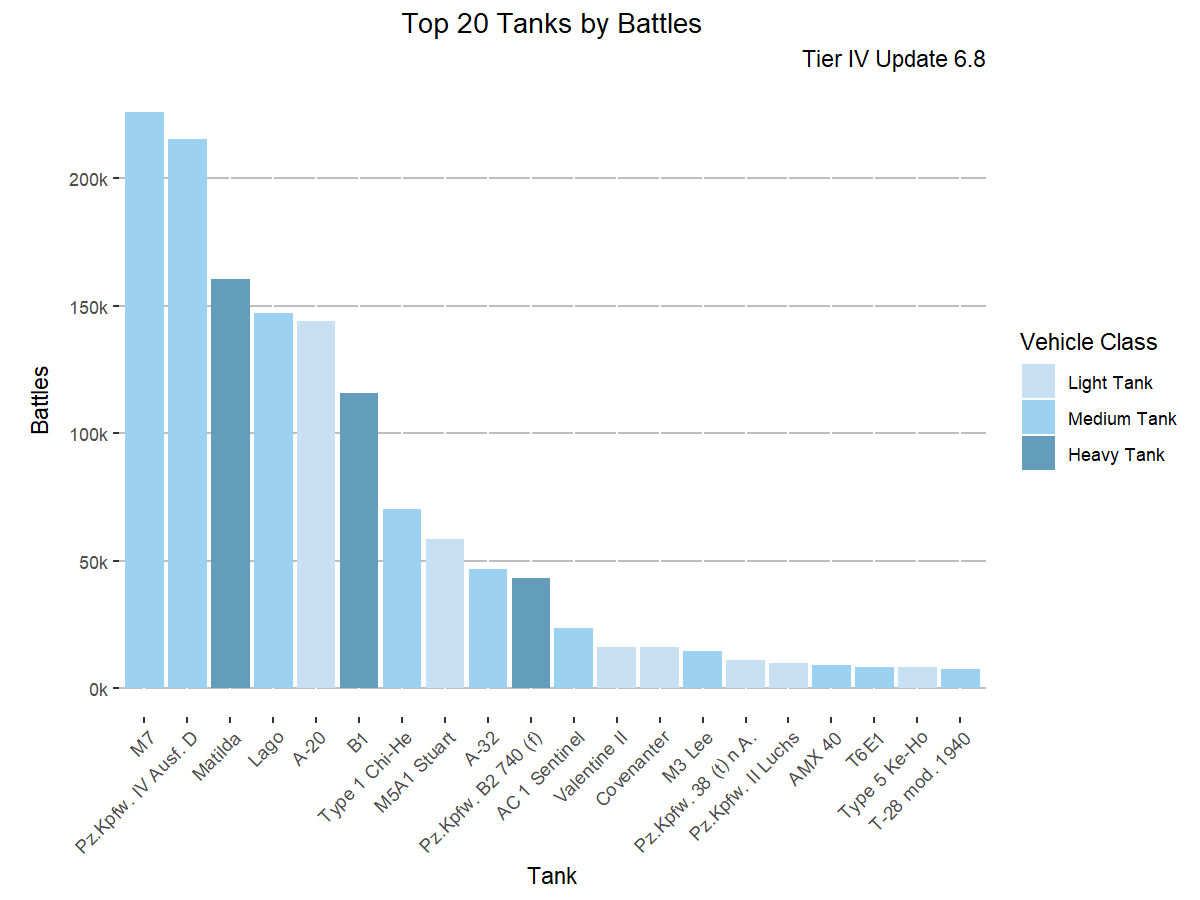 Top 20 Tanks by Battles
Tier IV Update 6.8
Battles
200k
150k
100k
50k
0k
M7
Pz.Kpfw. IV Ausf. D
Matilda
Lago
A-20
B1
Type 1 Chi-He
M5A1 Stuart
A-32
Pz.Kpfw. B2 740 (f)
AC 1 Sentinel
Valentine II
Covenanter
M3 Lee
Pz.Kpfw. 38 (t) n.A.
Pz.Kpfw. II Luchs
AMX 40
T6E1
Type 5 Ke-Ho
T-28 mod. 1940
Tank
Vehicle Class
Light Tank
Medium Tank
Heavy Tank